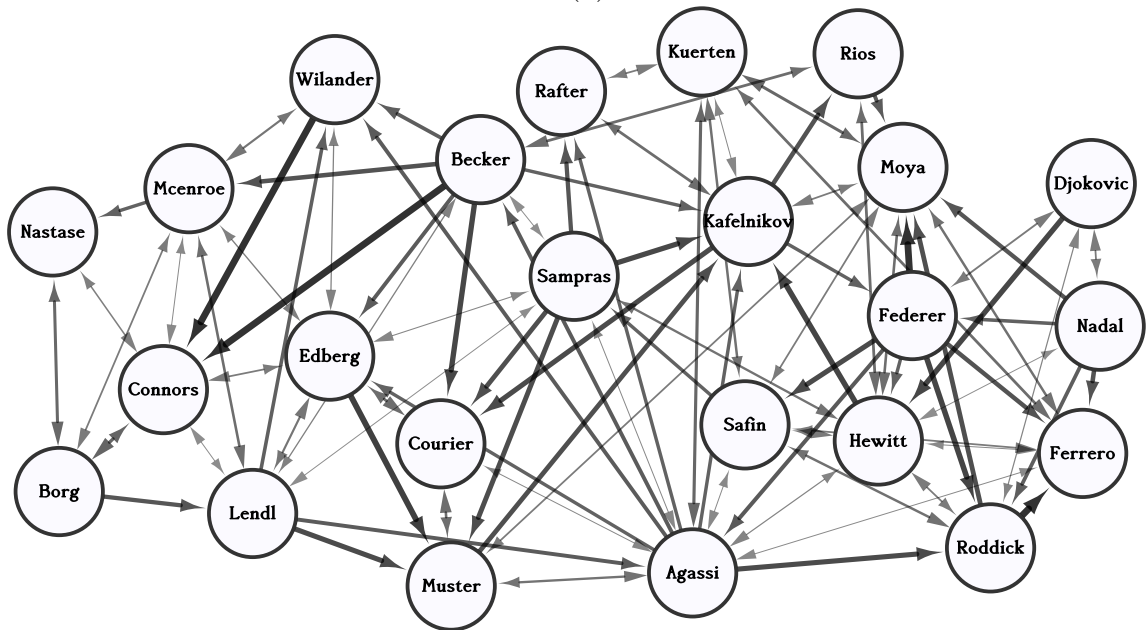 Kuerten
Rios
Wilander
Rafter
Becker
Moya
Mcenroe
Djokovic
Nastase
Kafelnikov
Sampras
Federer
Nadal
Edberg
Connors
Safin
Hewitt
Courier
Ferrero
Borg
Lendl
Roddick
Agassi
Muster